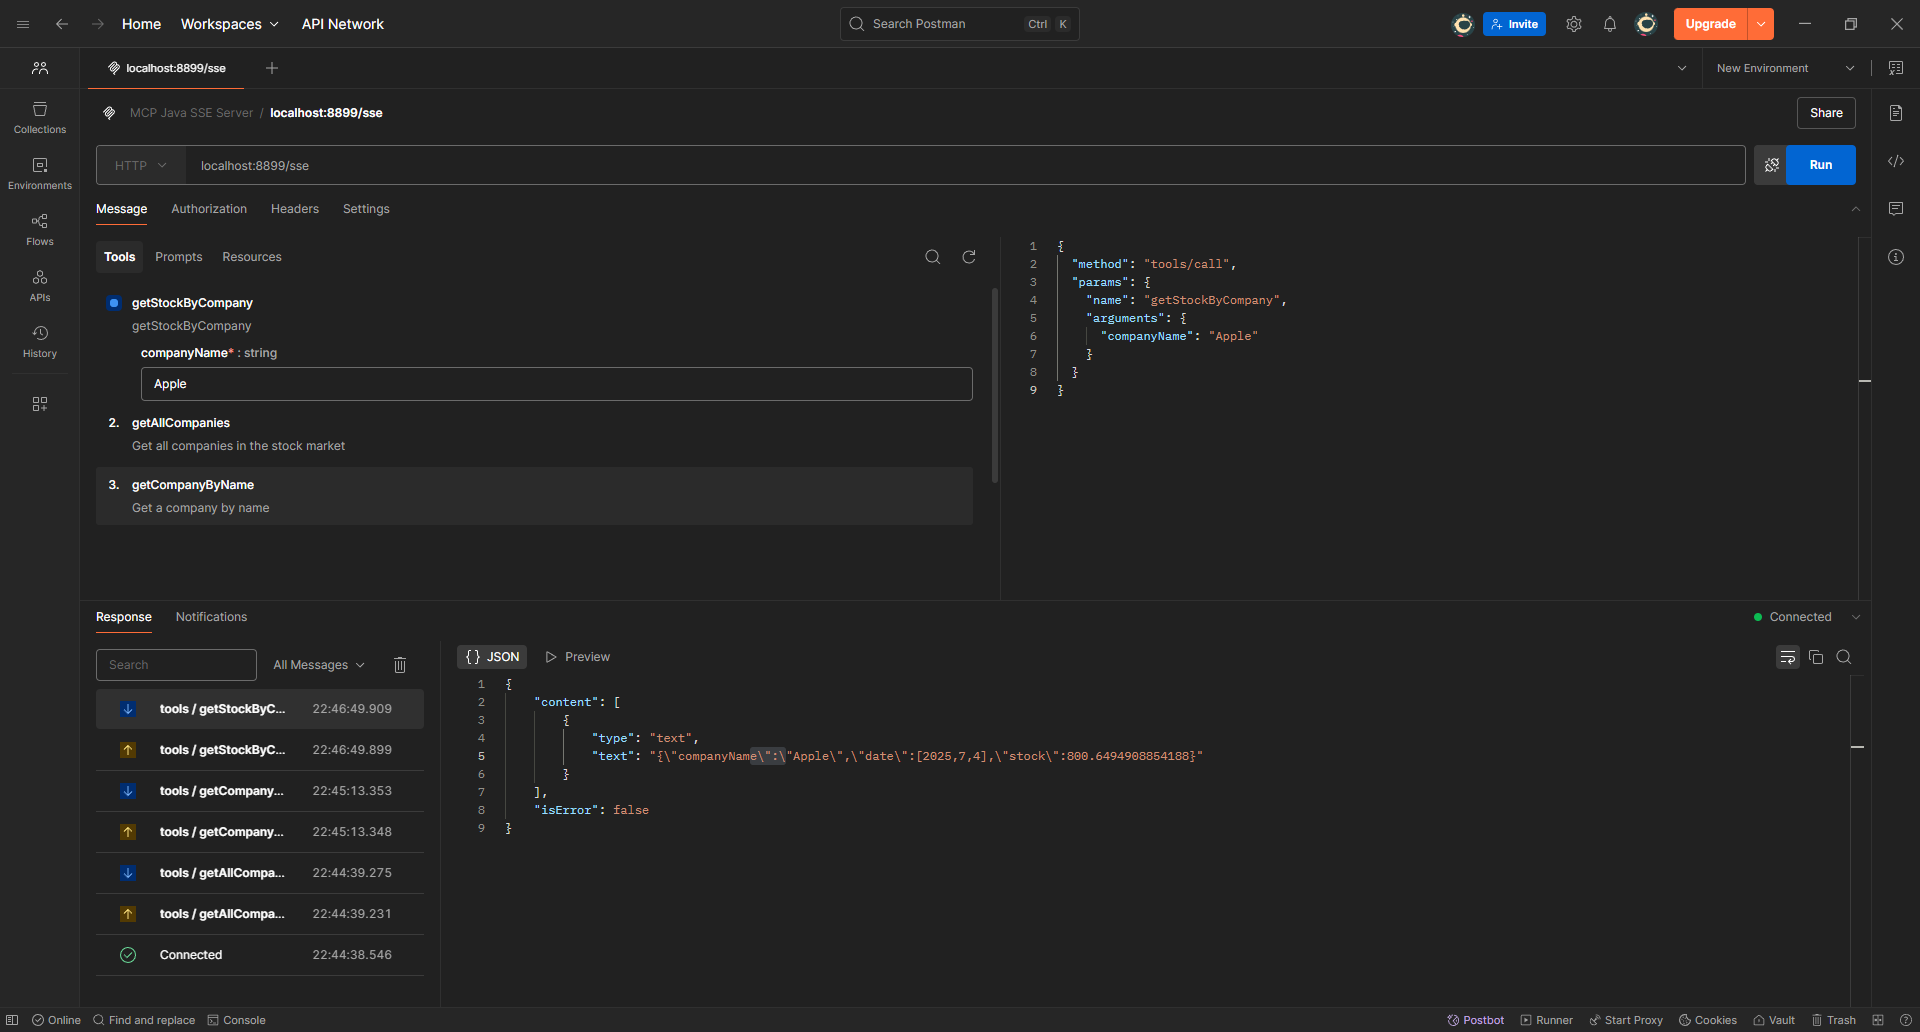 Home Workspaces API Network Search Postman Ctrl K Invite Upgrade
localhost:8899/sse New Environment
MCP Java SSE Server / localhost:8899/sse Share
HTTP localhost:8899/sse Run
Message Authorization Headers Settings
Collections
Environments
Flows
APIs
History
Tools Prompts Resources
getStockByCompany
getStockByCompany
companyName* : string
Apple
2. getAllCompanies
Get all companies in the stock market
3. getCompanyByName
Get a company by name
1 {
2 "method": "tools/call",
3 "params": {
4 "name": "getStockByCompany",
5 "arguments": {
6 "companyName": "Apple"
7 }
8 }
9 }
Response Notifications Connected
Search All Messages
tools / getStockByC... 22:46:49.909
tools / getStockByC... 22:46:49.899
tools / getCompany... 22:45:13.353
tools / getCompany... 22:45:13.348
tools / getAllCompa... 22:44:39.275
tools / getAllCompa... 22:44:39.231
Connected 22:44:38.546
{} JSON Preview
1 {
2 "content": [
3 {
4 "type": "text",
5 "text": "{\"companyName\":\"Apple\",\"date\":[2025,7,4],\"stock\":800.6494908854188}"
6 }
7 ],
8 "isError": false
9 }
Online Find and replace Console Postbot Runner Start Proxy Cookies Vault Trash